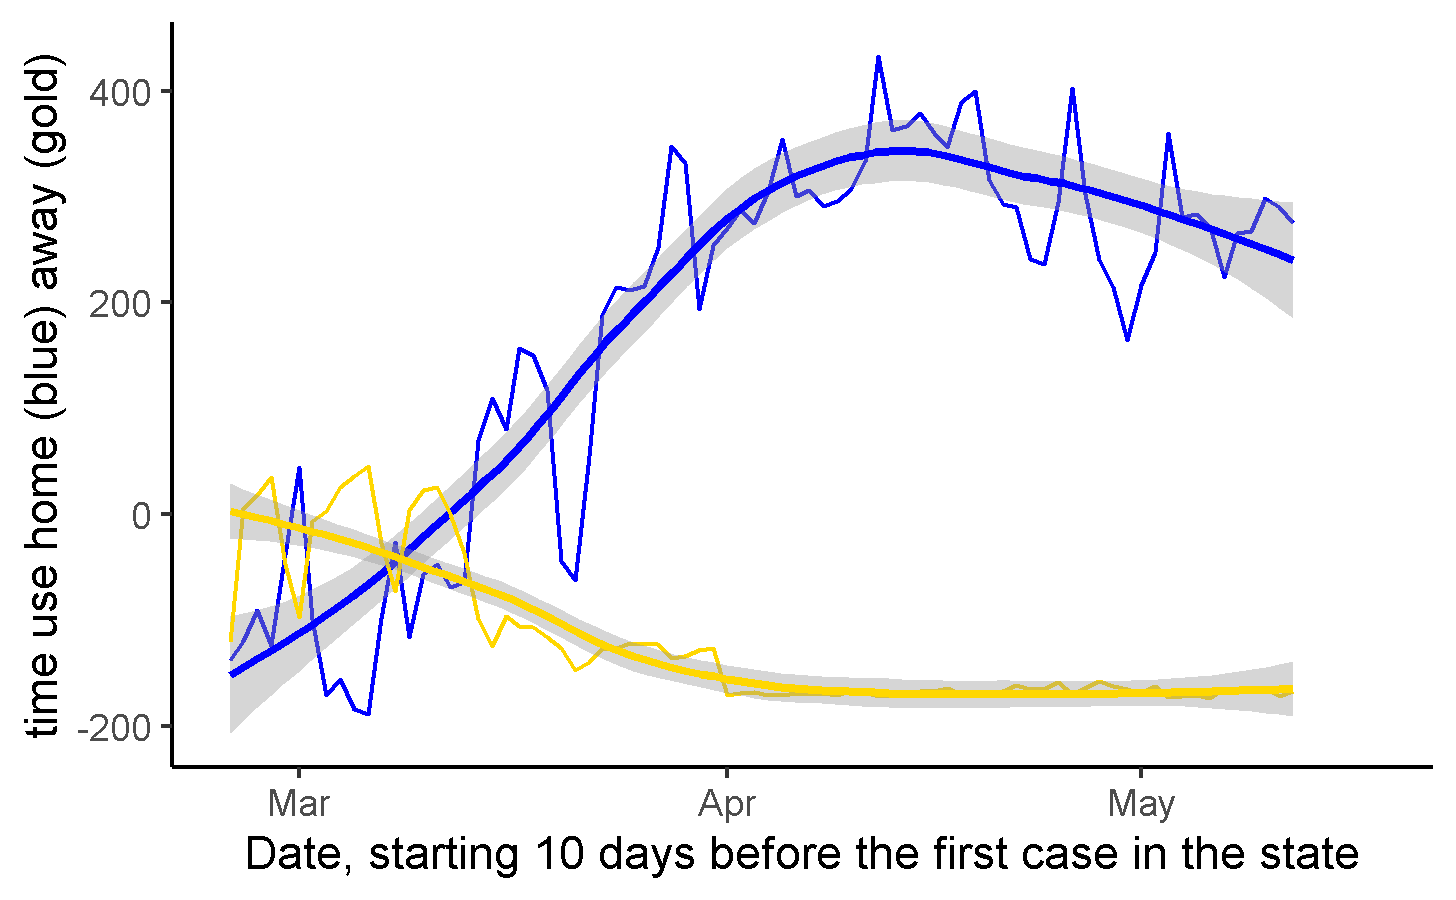 time use home (blue) away (gold)
400
200
0
-200
Mar Apr May
Date, starting 10 days before the first case in the state